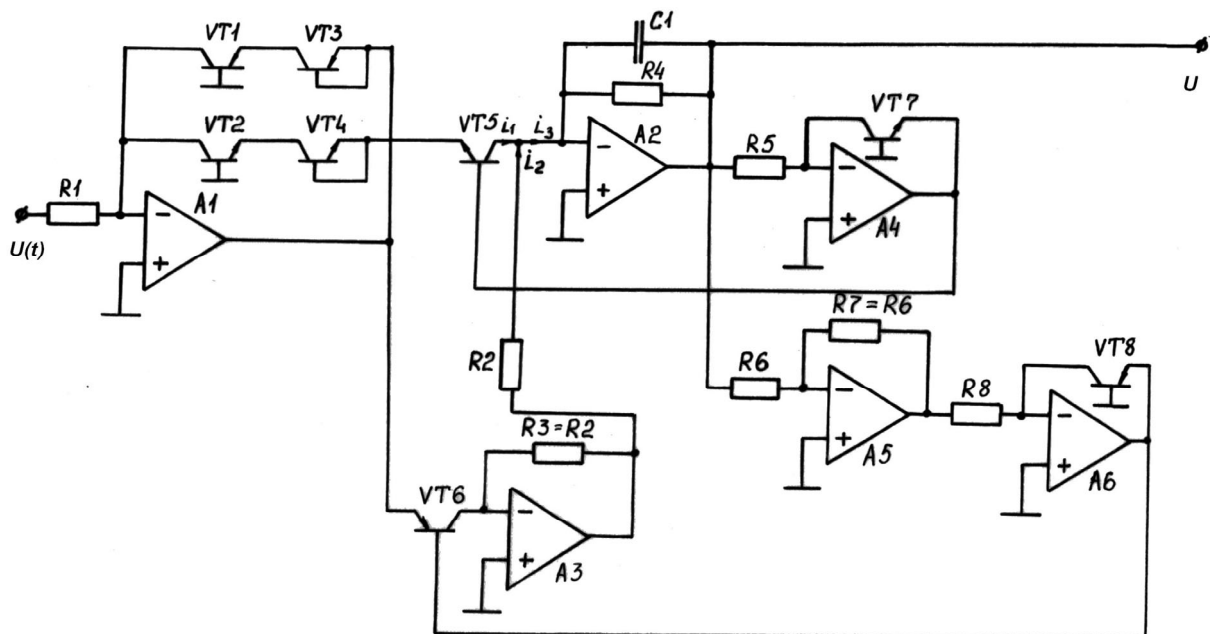 VT1
VT3
C1
R4
U
VT2
VT4
VT5
i1
i3
i2
A2
VT7
R5
R1
A1
A4
U(t)
R7=R6
R2
R6
VT8
R8
R3=R2
A5
A6
VT6
A3